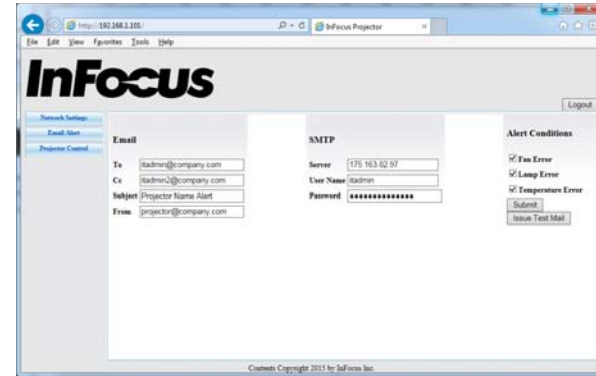 http://192.168.1.101/
InFocus Projector
File Edit View Favorites Tools Help
InFocus
Logout
Network Settings
Email Alert
Projector Control
Email
To itadmin@company.com
Cc itadmin2@company.com
Subject Projector Name Alert
From projector@company.com
SMTP
Server 175.163.82.97
User Name itadmin
Password ••••••••••••••
Alert Conditions
Fan Error
Lamp Error
Temperature Error
Submit
Issue Test Mail
Contents Copyright 2015 by InFocus Inc.